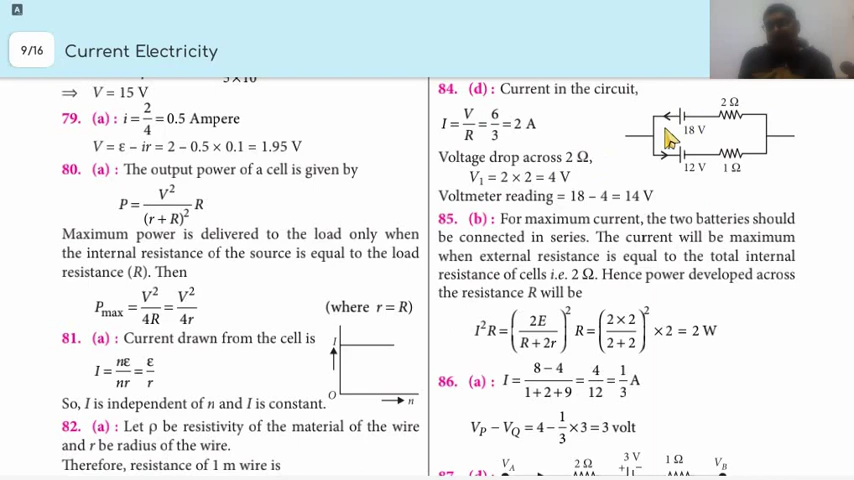 A
9/16
Current Electricity
⇒ V = 15 V
79. (a) : i = 2/4 = 0.5 Ampere
V = ε − ir = 2 − 0.5 × 0.1 = 1.95 V
80. (a) : The output power of a cell is given by
P = V²/(r + R)² R
Maximum power is delivered to the load only when
the internal resistance of the source is equal to the load
resistance (R). Then
Pmax = V²/4R = V²/4r (where r = R)
81. (a) : Current drawn from the cell is
I = nε/nr = ε/r
I
O
n
So, I is independent of n and I is constant.
82. (a) : Let ρ be resistivity of the material of the wire
and r be radius of the wire.
Therefore, resistance of 1 m wire is
84. (d) : Current in the circuit,
I = V/R = 6/3 = 2 A
2 Ω
18 V
12 V 1 Ω
Voltage drop across 2 Ω,
V₁ = 2 × 2 = 4 V
Voltmeter reading = 18 − 4 = 14 V
85. (b) : For maximum current, the two batteries should
be connected in series. The current will be maximum
when external resistance is equal to the total internal
resistance of cells i.e. 2 Ω. Hence power developed across
the resistance R will be
I²R = (2E/(R + 2r))² R = ((2 × 2)/(2 + 2))² × 2 = 2 W
86. (a) : I = (8 − 4)/(1 + 2 + 9) = 4/12 = 1/3 A
VP − VQ = 4 − 1/3 × 3 = 3 volt
87. (d) :
VA 2 Ω 3 V 1 Ω VB
+ −